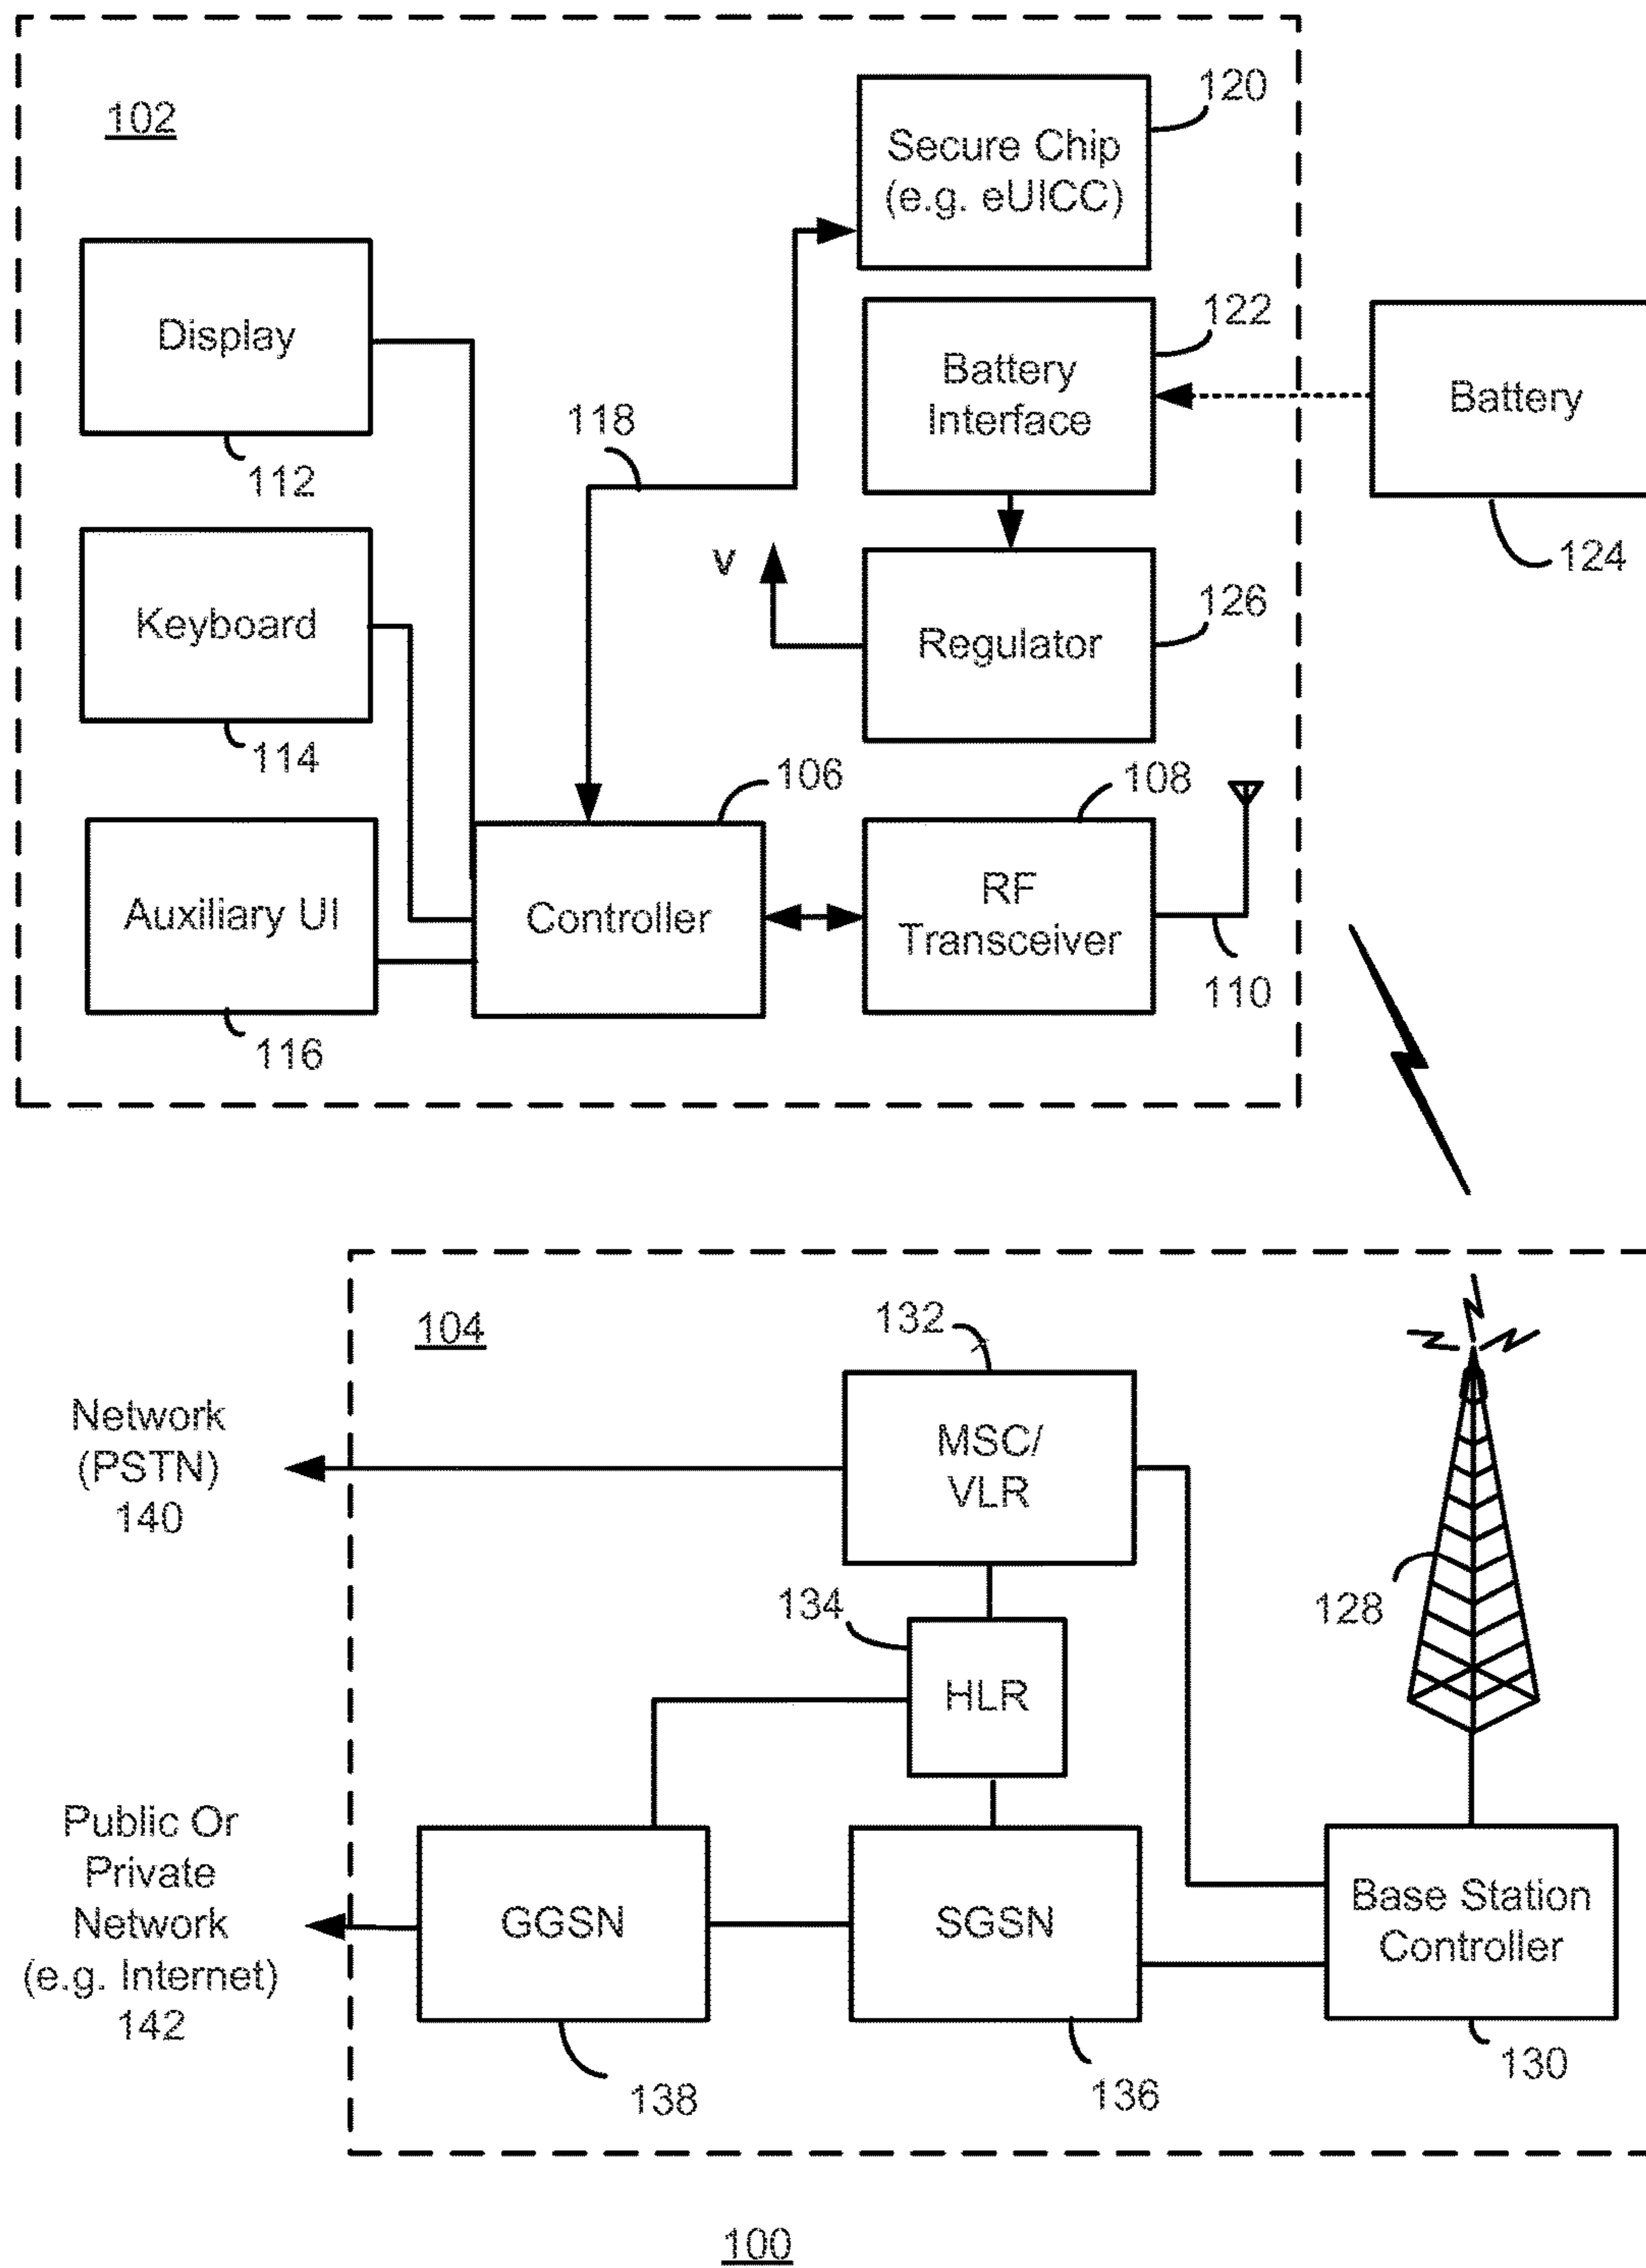 102
120
Secure Chip
(e.g. eUICC)
122
Display
Battery
Interface
Battery
112
118
124
V
126
Keyboard
Regulator
114
106
108
Auxiliary UI
Controller
RF
Transceiver
110
116
104
132
Network
(PSTN)
140
MSC/
VLR
128
134
HLR
Public Or
Private
Network
(e.g. Internet)
142
GGSN
SGSN
Base Station
Controller
138
136
130
100